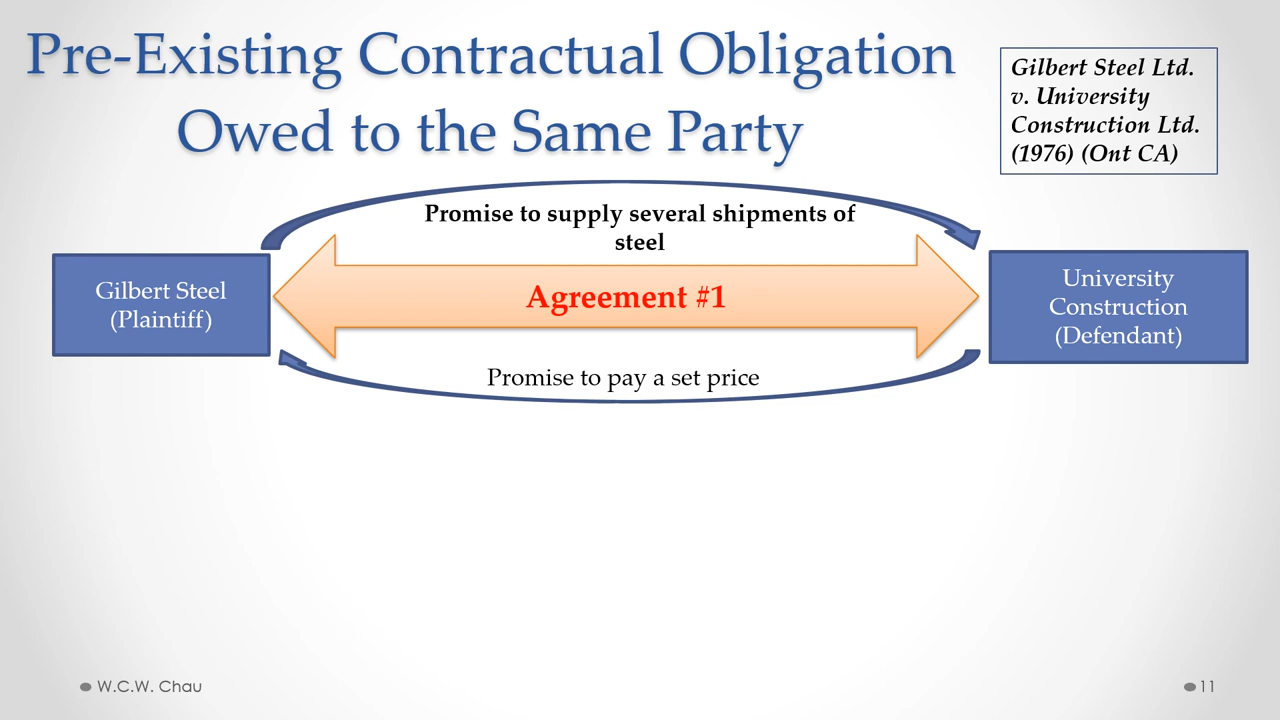 Pre-Existing Contractual Obligation
Owed to the Same Party
Gilbert Steel Ltd.
v. University
Construction Ltd.
(1976) (Ont CA)
Promise to supply several shipments of
steel
Gilbert Steel
(Plaintiff)
Agreement #1
University
Construction
(Defendant)
Promise to pay a set price
W.C.W. Chau
11